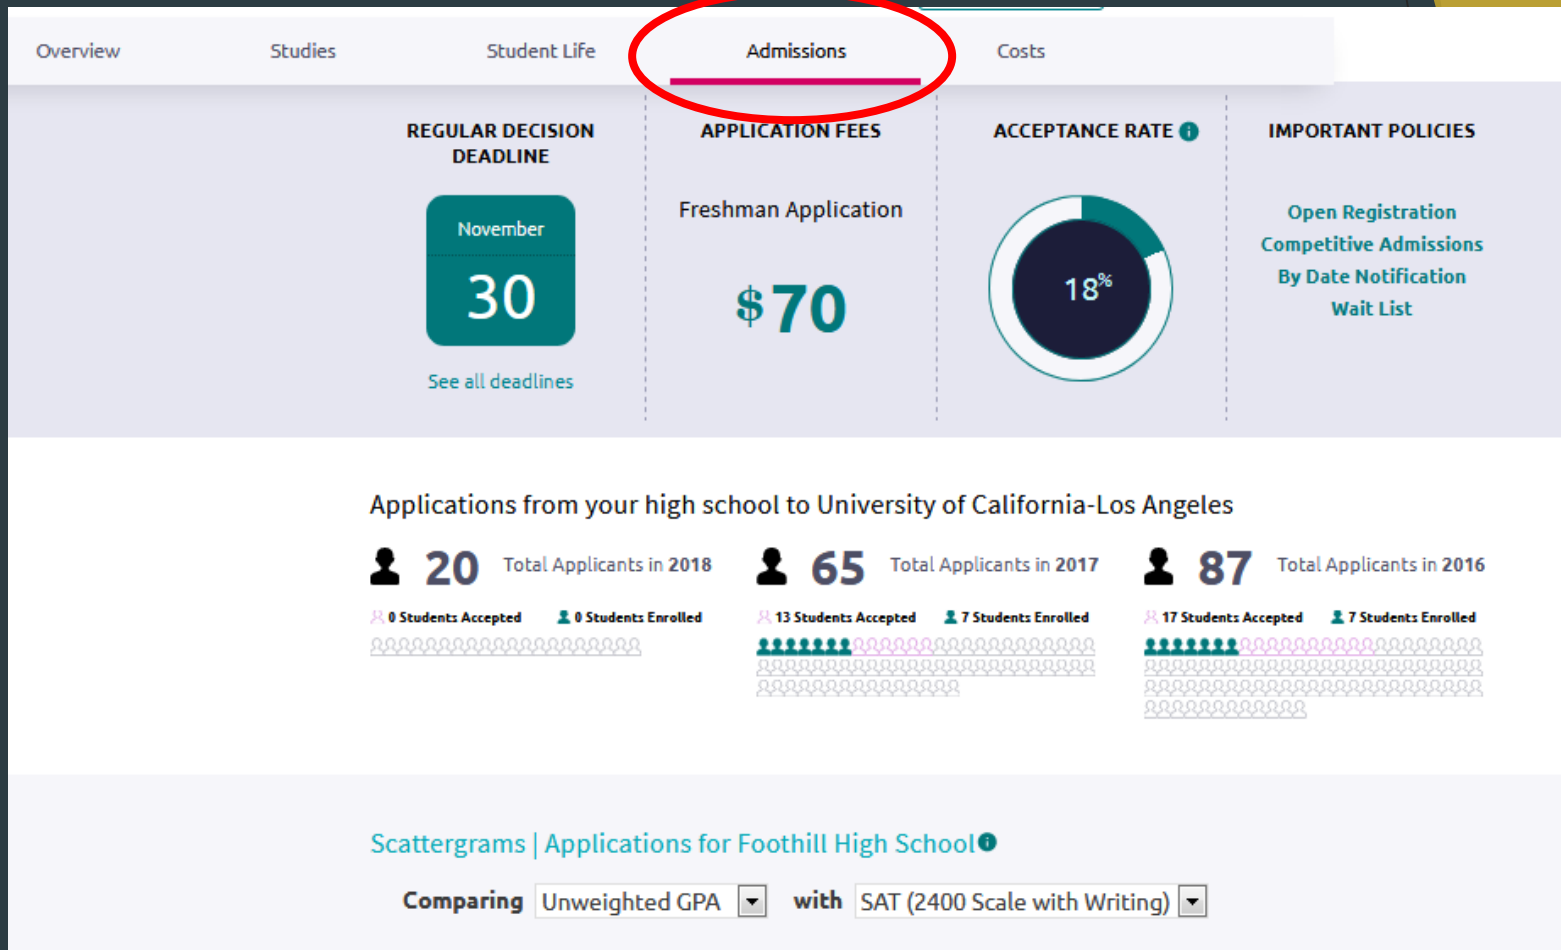 Overview Studies Student Life Admissions Costs
REGULAR DECISION
DEADLINE
November
30
See all deadlines
APPLICATION FEES
Freshman Application
$70
ACCEPTANCE RATE
18%
IMPORTANT POLICIES
Open Registration
Competitive Admissions
By Date Notification
Wait List
Applications from your high school to University of California-Los Angeles
20 Total Applicants in 2018
0 Students Accepted 0 Students Enrolled
65 Total Applicants in 2017
13 Students Accepted 7 Students Enrolled
87 Total Applicants in 2016
17 Students Accepted 7 Students Enrolled
Scattergrams | Applications for Foothill High School
Comparing Unweighted GPA with SAT (2400 Scale with Writing)